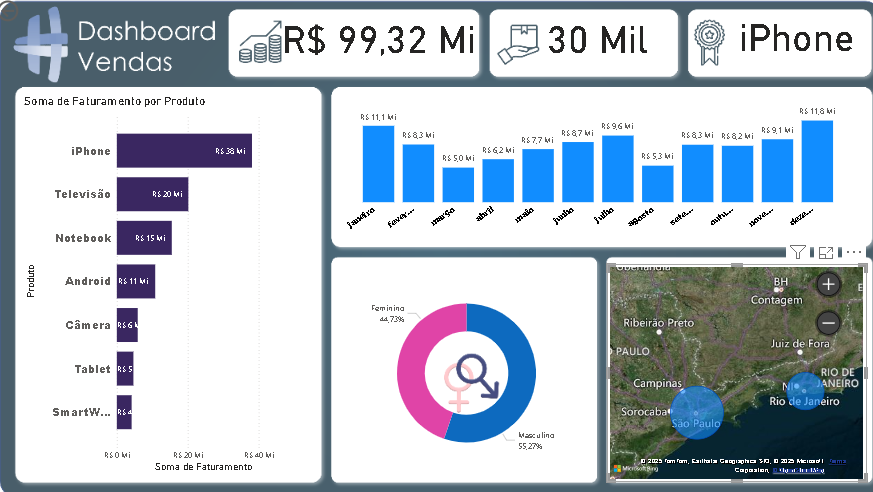 Dashboard
Vendas
R$ 99,32 Mi
30 Mil
iPhone
Soma de Faturamento por Produto
Produto
iPhone
R$ 38 Mi
Televisão
R$ 20 Mi
Notebook
R$ 15 Mi
Android
R$ 11 Mi
Câmera
R$ 6 M
Tablet
R$ 5
SmartW...
R$ 4
R$ 0 Mi
R$ 20 Mi
R$ 40 Mi
Soma de Faturamento
R$ 11,1 Mi
R$ 8,3 Mi
R$ 5,0 Mi
R$ 6,2 Mi
R$ 7,7 Mi
R$ 8,7 Mi
R$ 9,6 Mi
R$ 5,3 Mi
R$ 8,3 Mi
R$ 8,2 Mi
R$ 9,1 Mi
R$ 11,8 Mi
janeiro
fever...
março
abril
maio
junho
julho
agosto
sete...
outu...
nove...
deze...
Feminino
44,73%
Masculino
55,27%
Uberlândia
BH
Contagem
Ribeirão Preto
Juiz de Fora
PAULO
RIO DE
JANEIRO
Campinas
Rio de Janeiro
Sorocaba
São Paulo
Microsoft Bing
© 2025 TomTom, Earthstar Geographics SIO, © 2025 Microsoft
Corporation, © OpenStreetMap
Terms